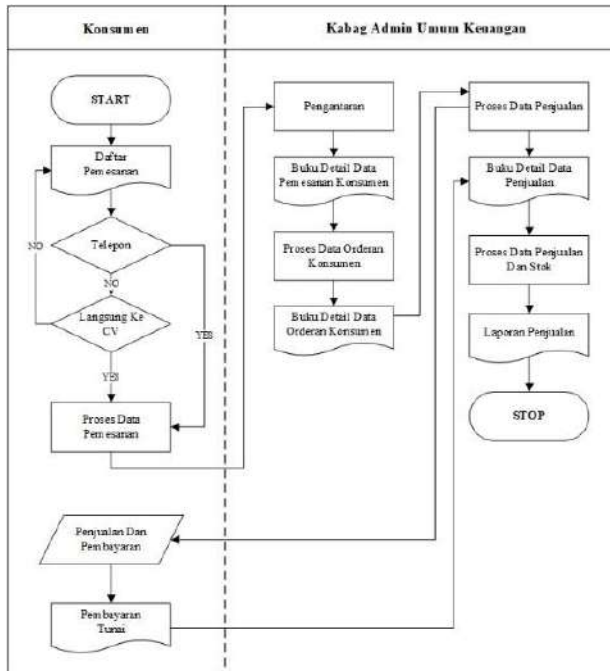 Konsumen
Kabag Admin Umum Keuangan
START
Daftar
Pemesanan
Telepon
NO
NO
Langsung Ke
CV
YES
YES
Proses Data
Pemesanan
Penjualan Dan
Pembayaran
Pembayaran
Tunai
Pengantaran
Buku Detail Data
Pemesanan Konsumen
Proses Data Orderan
Konsumen
Buku Detail Data
Orderan Konsumen
Proses Data Penjualan
Buku Detail Data
Penjualan
Proses Data Penjualan
Dan Stok
Laporan Penjualan
STOP